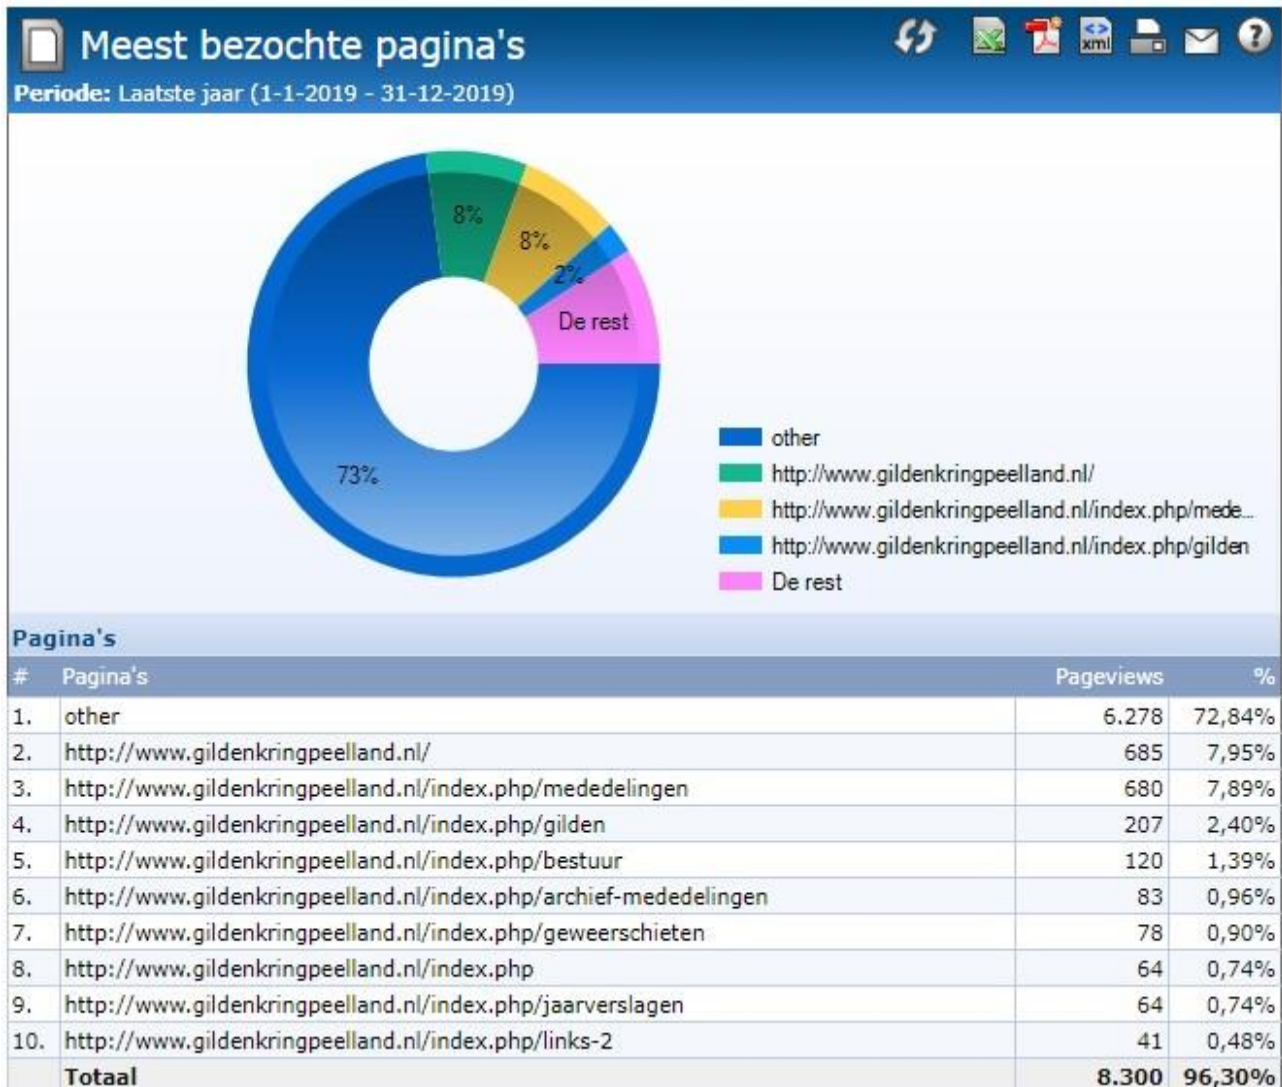 Meest bezochte pagina's
xml
?
Periode: Laatste jaar (1-1-2019 - 31-12-2019)
8%
8%
2%
De rest
73%
other
http://www.gildenkringpeelland.nl/
http://www.gildenkringpeelland.nl/index.php/mede...
http://www.gildenkringpeelland.nl/index.php/gilden
De rest
Pagina's
# Pagina's Pageviews %
1. other 6.278 72,84%
2. http://www.gildenkringpeelland.nl/ 685 7,95%
3. http://www.gildenkringpeelland.nl/index.php/mededelingen 680 7,89%
4. http://www.gildenkringpeelland.nl/index.php/gilden 207 2,40%
5. http://www.gildenkringpeelland.nl/index.php/bestuur 120 1,39%
6. http://www.gildenkringpeelland.nl/index.php/archief-mededelingen 83 0,96%
7. http://www.gildenkringpeelland.nl/index.php/geweerschieten 78 0,90%
8. http://www.gildenkringpeelland.nl/index.php 64 0,74%
9. http://www.gildenkringpeelland.nl/index.php/jaarverslagen 64 0,74%
10. http://www.gildenkringpeelland.nl/index.php/links-2 41 0,48%
Totaal 8.300 96,30%